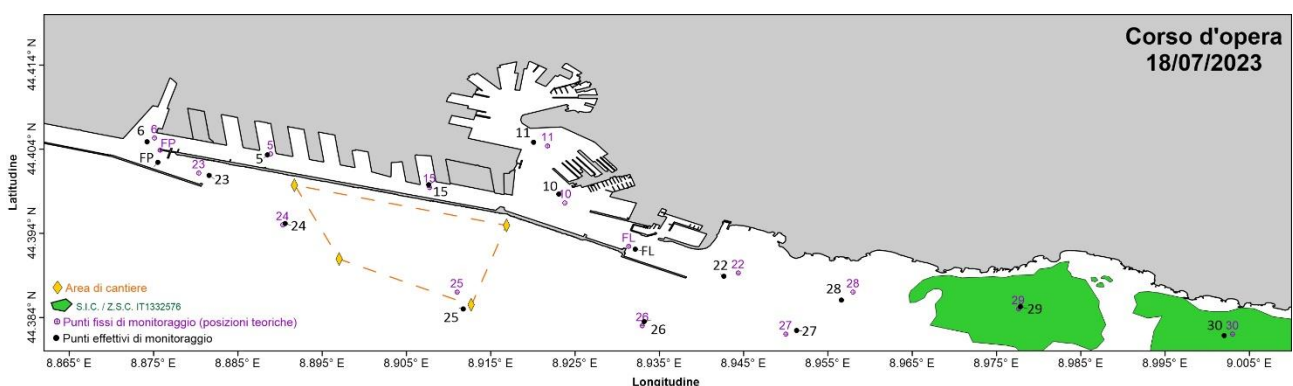 Corso d'opera
18/07/2023
Latitudine
44.414° N
44.404° N
44.394° N
44.384° N
6
6
FP
FP
23
23
5
5
15
15
11
11
10
10
24
24
FL
FL
25
25
22
22
28
28
26
26
27
27
29
29
30
30
Area di cantiere
S.I.C. / Z.S.C. IT1332576
Punti fissi di monitoraggio (posizioni teoriche)
Punti effettivi di monitoraggio
8.865° E
8.875° E
8.885° E
8.895° E
8.905° E
8.915° E
8.925° E
8.935° E
8.945° E
8.955° E
8.965° E
8.975° E
8.985° E
8.995° E
9.005° E
Longitudine